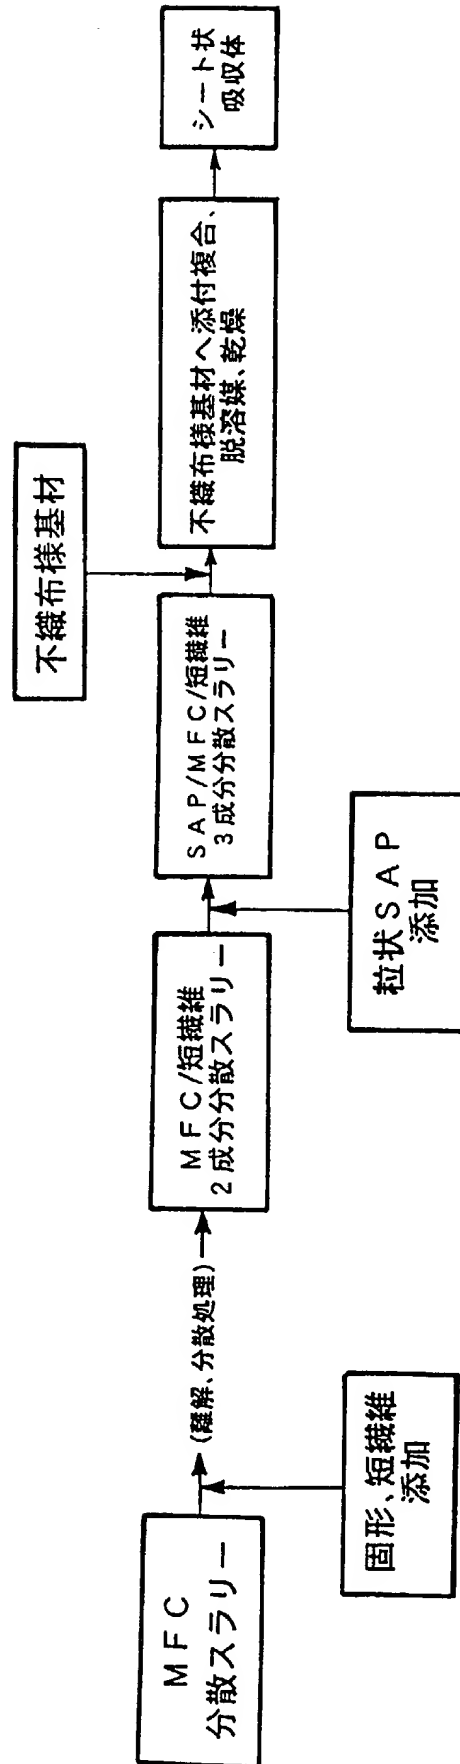 MFC
分散スラリー
固形、短繊維
添加
(離解、分散処理)
MFC/短繊維
2成分分散スラリー
粒状SAP
添加
SAP/MFC/短繊維
3成分分散スラリー
不織布様基材
不織布様基材へ添付複合、
脱溶媒、乾燥
シート状
吸収体